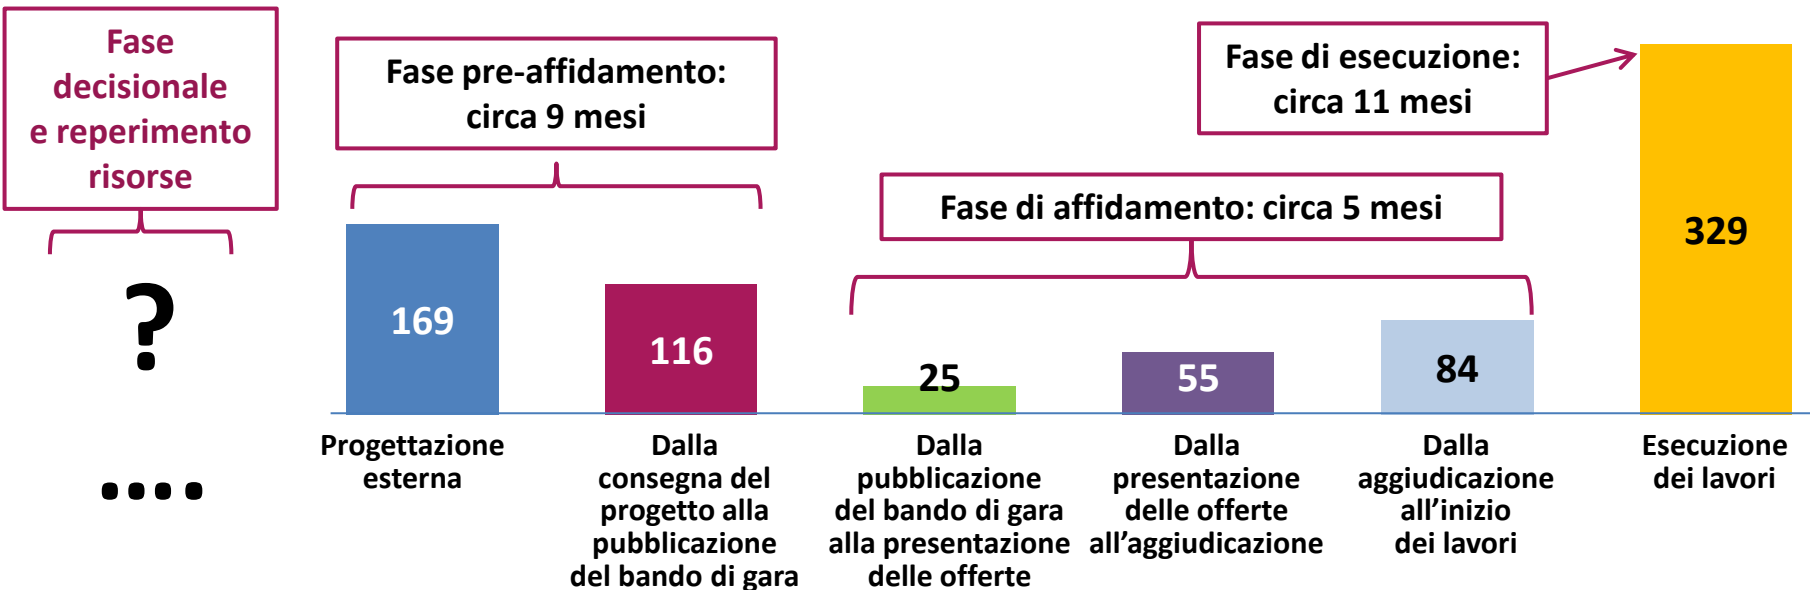 Fase
decisionale
e reperimento
risorse
?
....
Fase pre-affidamento:
circa 9 mesi
Fase di affidamento: circa 5 mesi
Fase di esecuzione:
circa 11 mesi
169
116
25
55
84
329
Progettazione
esterna
Dalla
consegna del
progetto alla
pubblicazione
del bando di gara
Dalla
pubblicazione
del bando di gara
alla presentazione
delle offerte
Dalla
presentazione
delle offerte
all’aggiudicazione
Dalla
aggiudicazione
all’inizio
dei lavori
Esecuzione
dei lavori